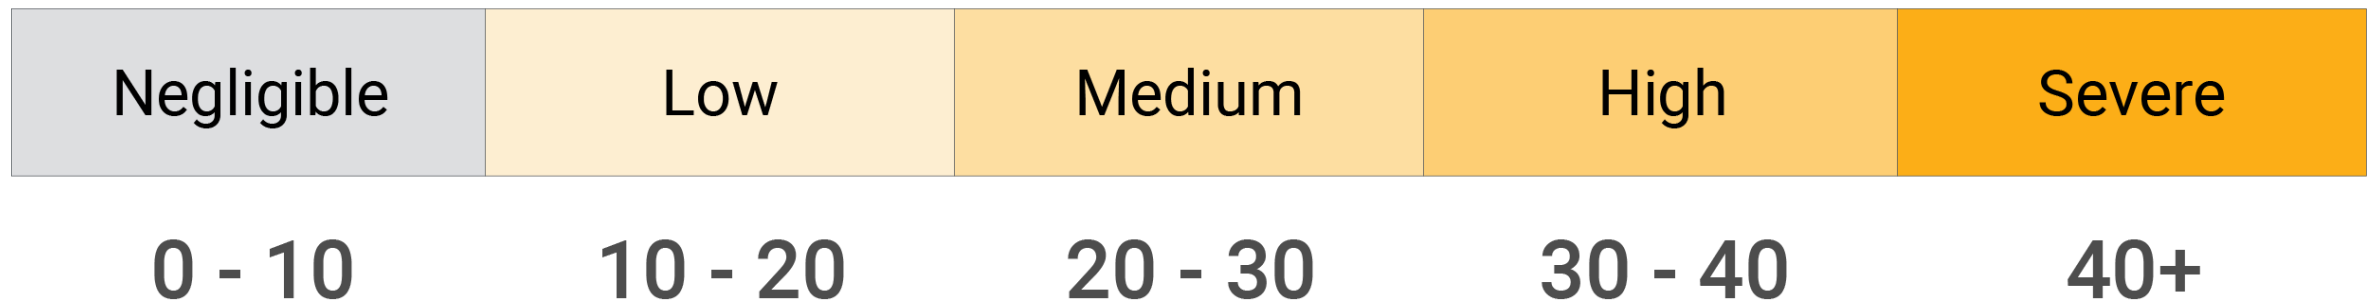 Negligible Low Medium High Severe
0 - 10 10 - 20 20 - 30 30 - 40 40+